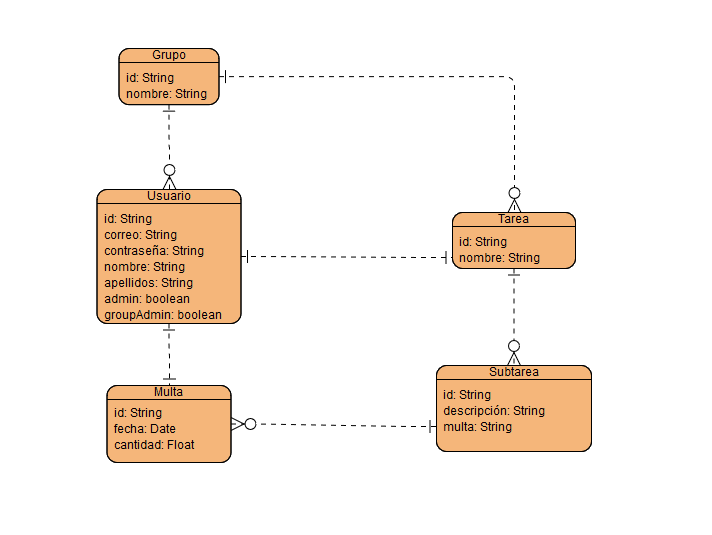 Grupo
id: String
nombre: String
Usuario
id: String
correo: String
contraseña: String
nombre: String
apellidos: String
admin: boolean
groupAdmin: boolean
Tarea
id: String
nombre: String
Multa
id: String
fecha: Date
cantidad: Float
Subtarea
id: String
descripción: String
multa: String